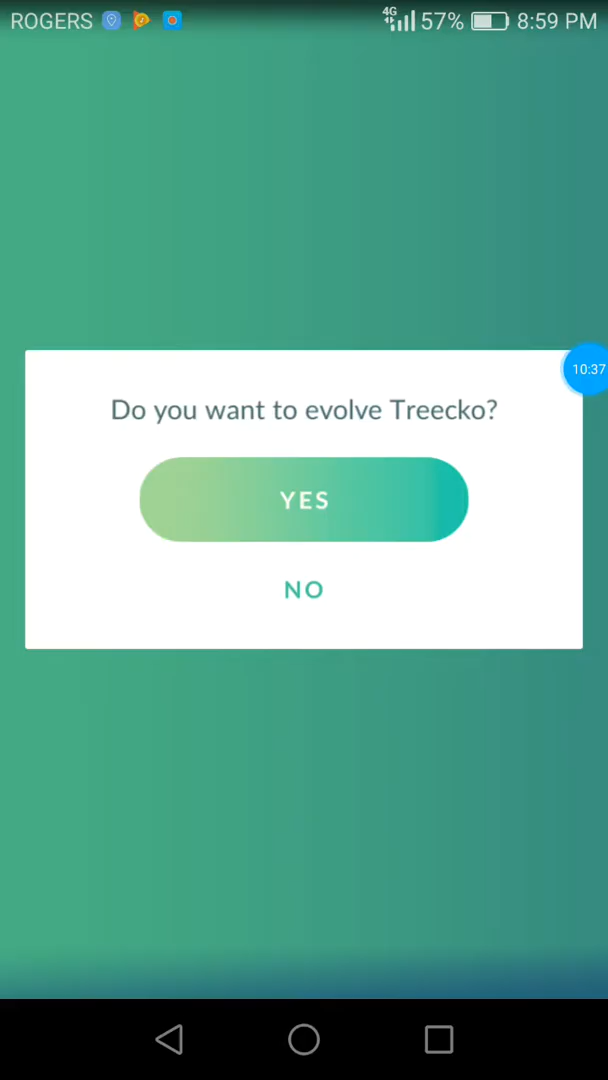 ROGERS 4G 57% 8:59 PM
10:37
Do you want to evolve Treecko?
YES
NO